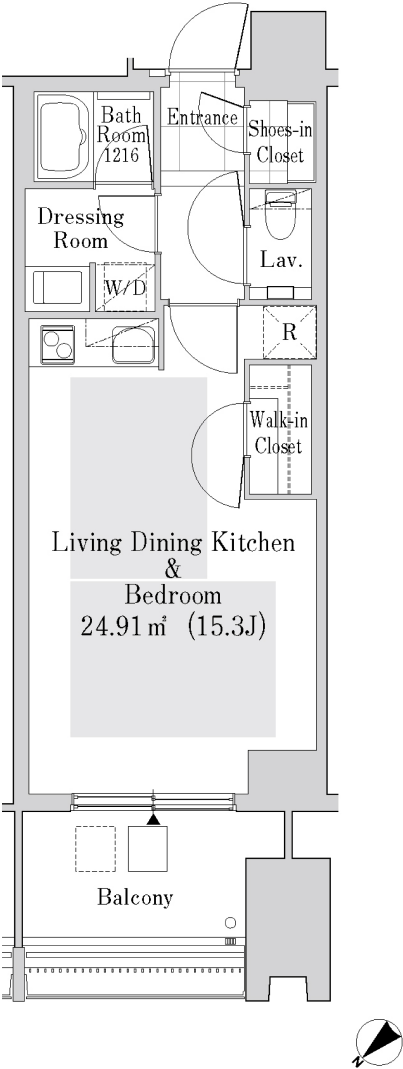 Entrance
Bath
Room
1216
Shoes-in
Closet
Dressing
Room
Lav.
W/D
R
Walk-in
Closet
Living Dining Kitchen
&
Bedroom
24.91㎡ (15.3J)
Balcony
N